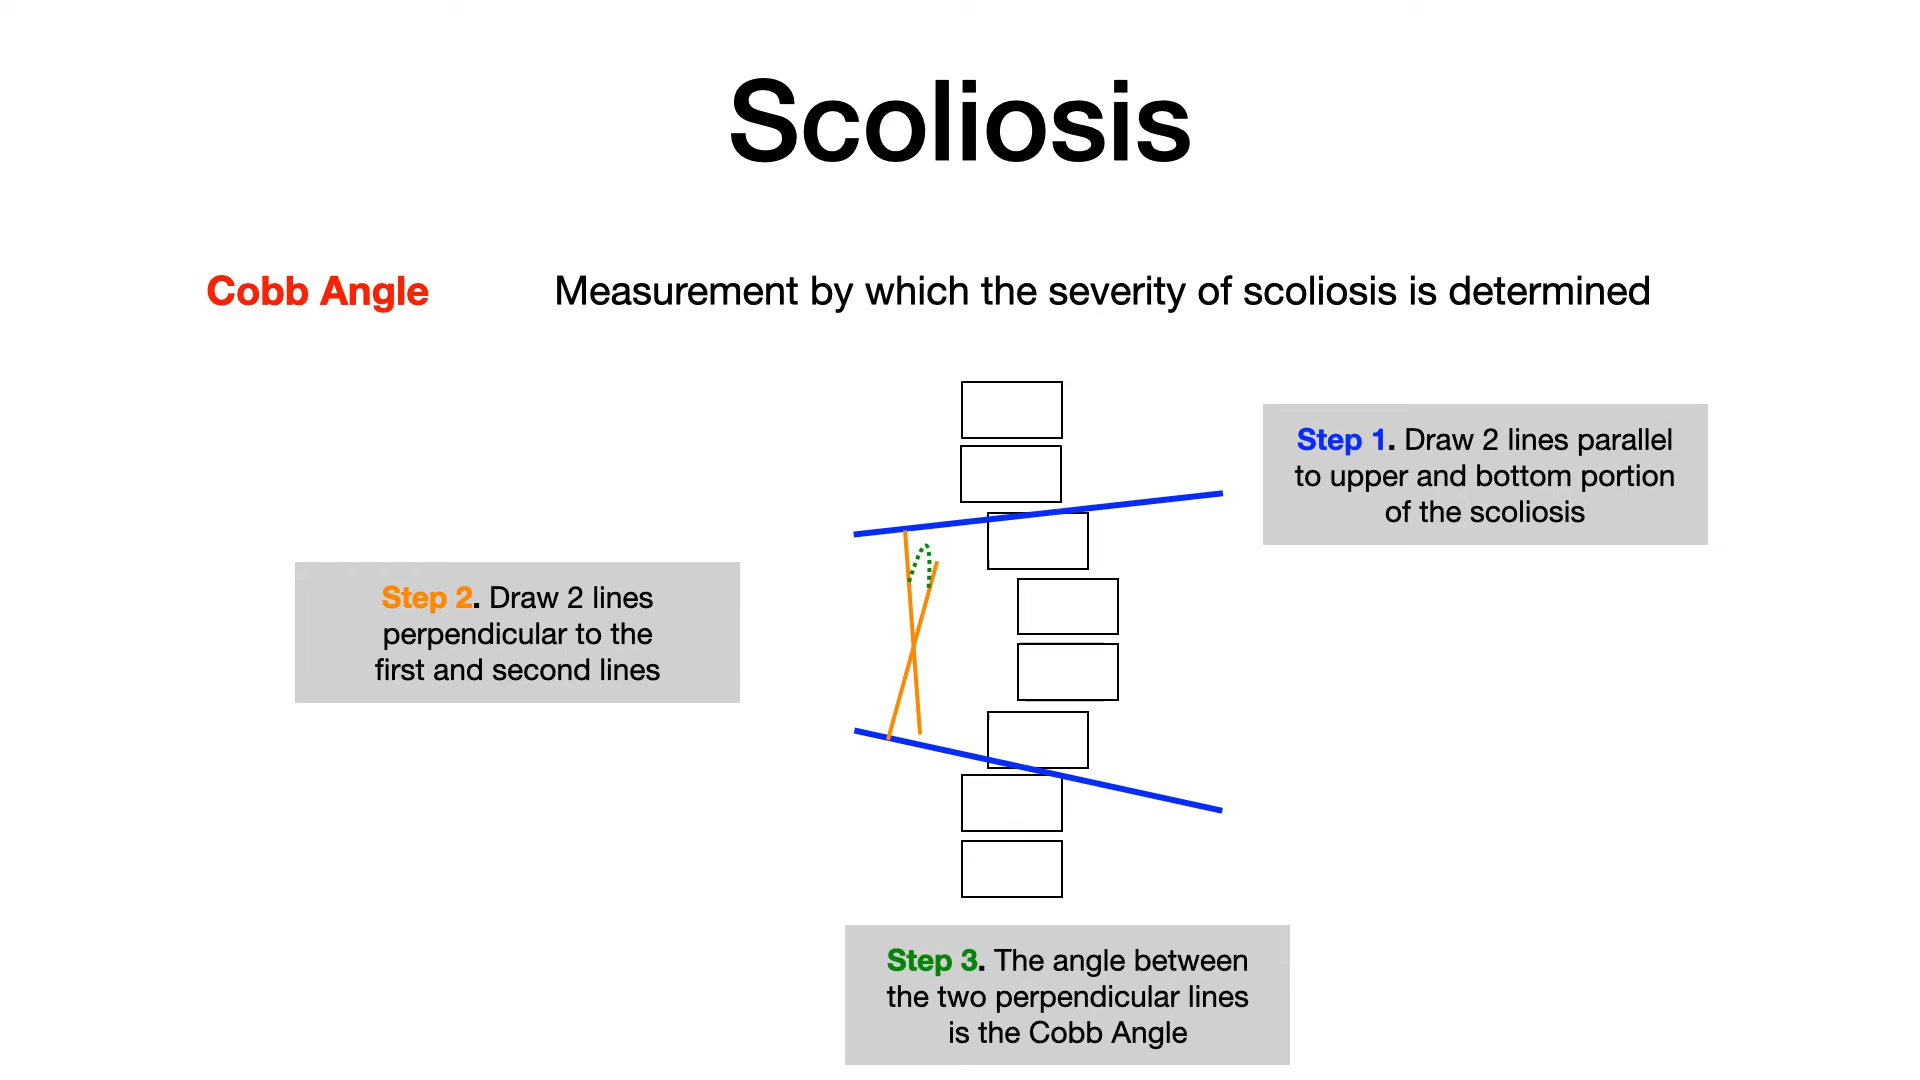 Scoliosis
Cobb Angle
Measurement by which the severity of scoliosis is determined
Step 1. Draw 2 lines parallel
to upper and bottom portion
of the scoliosis
Step 2. Draw 2 lines
perpendicular to the
first and second lines
Step 3. The angle between
the two perpendicular lines
is the Cobb Angle